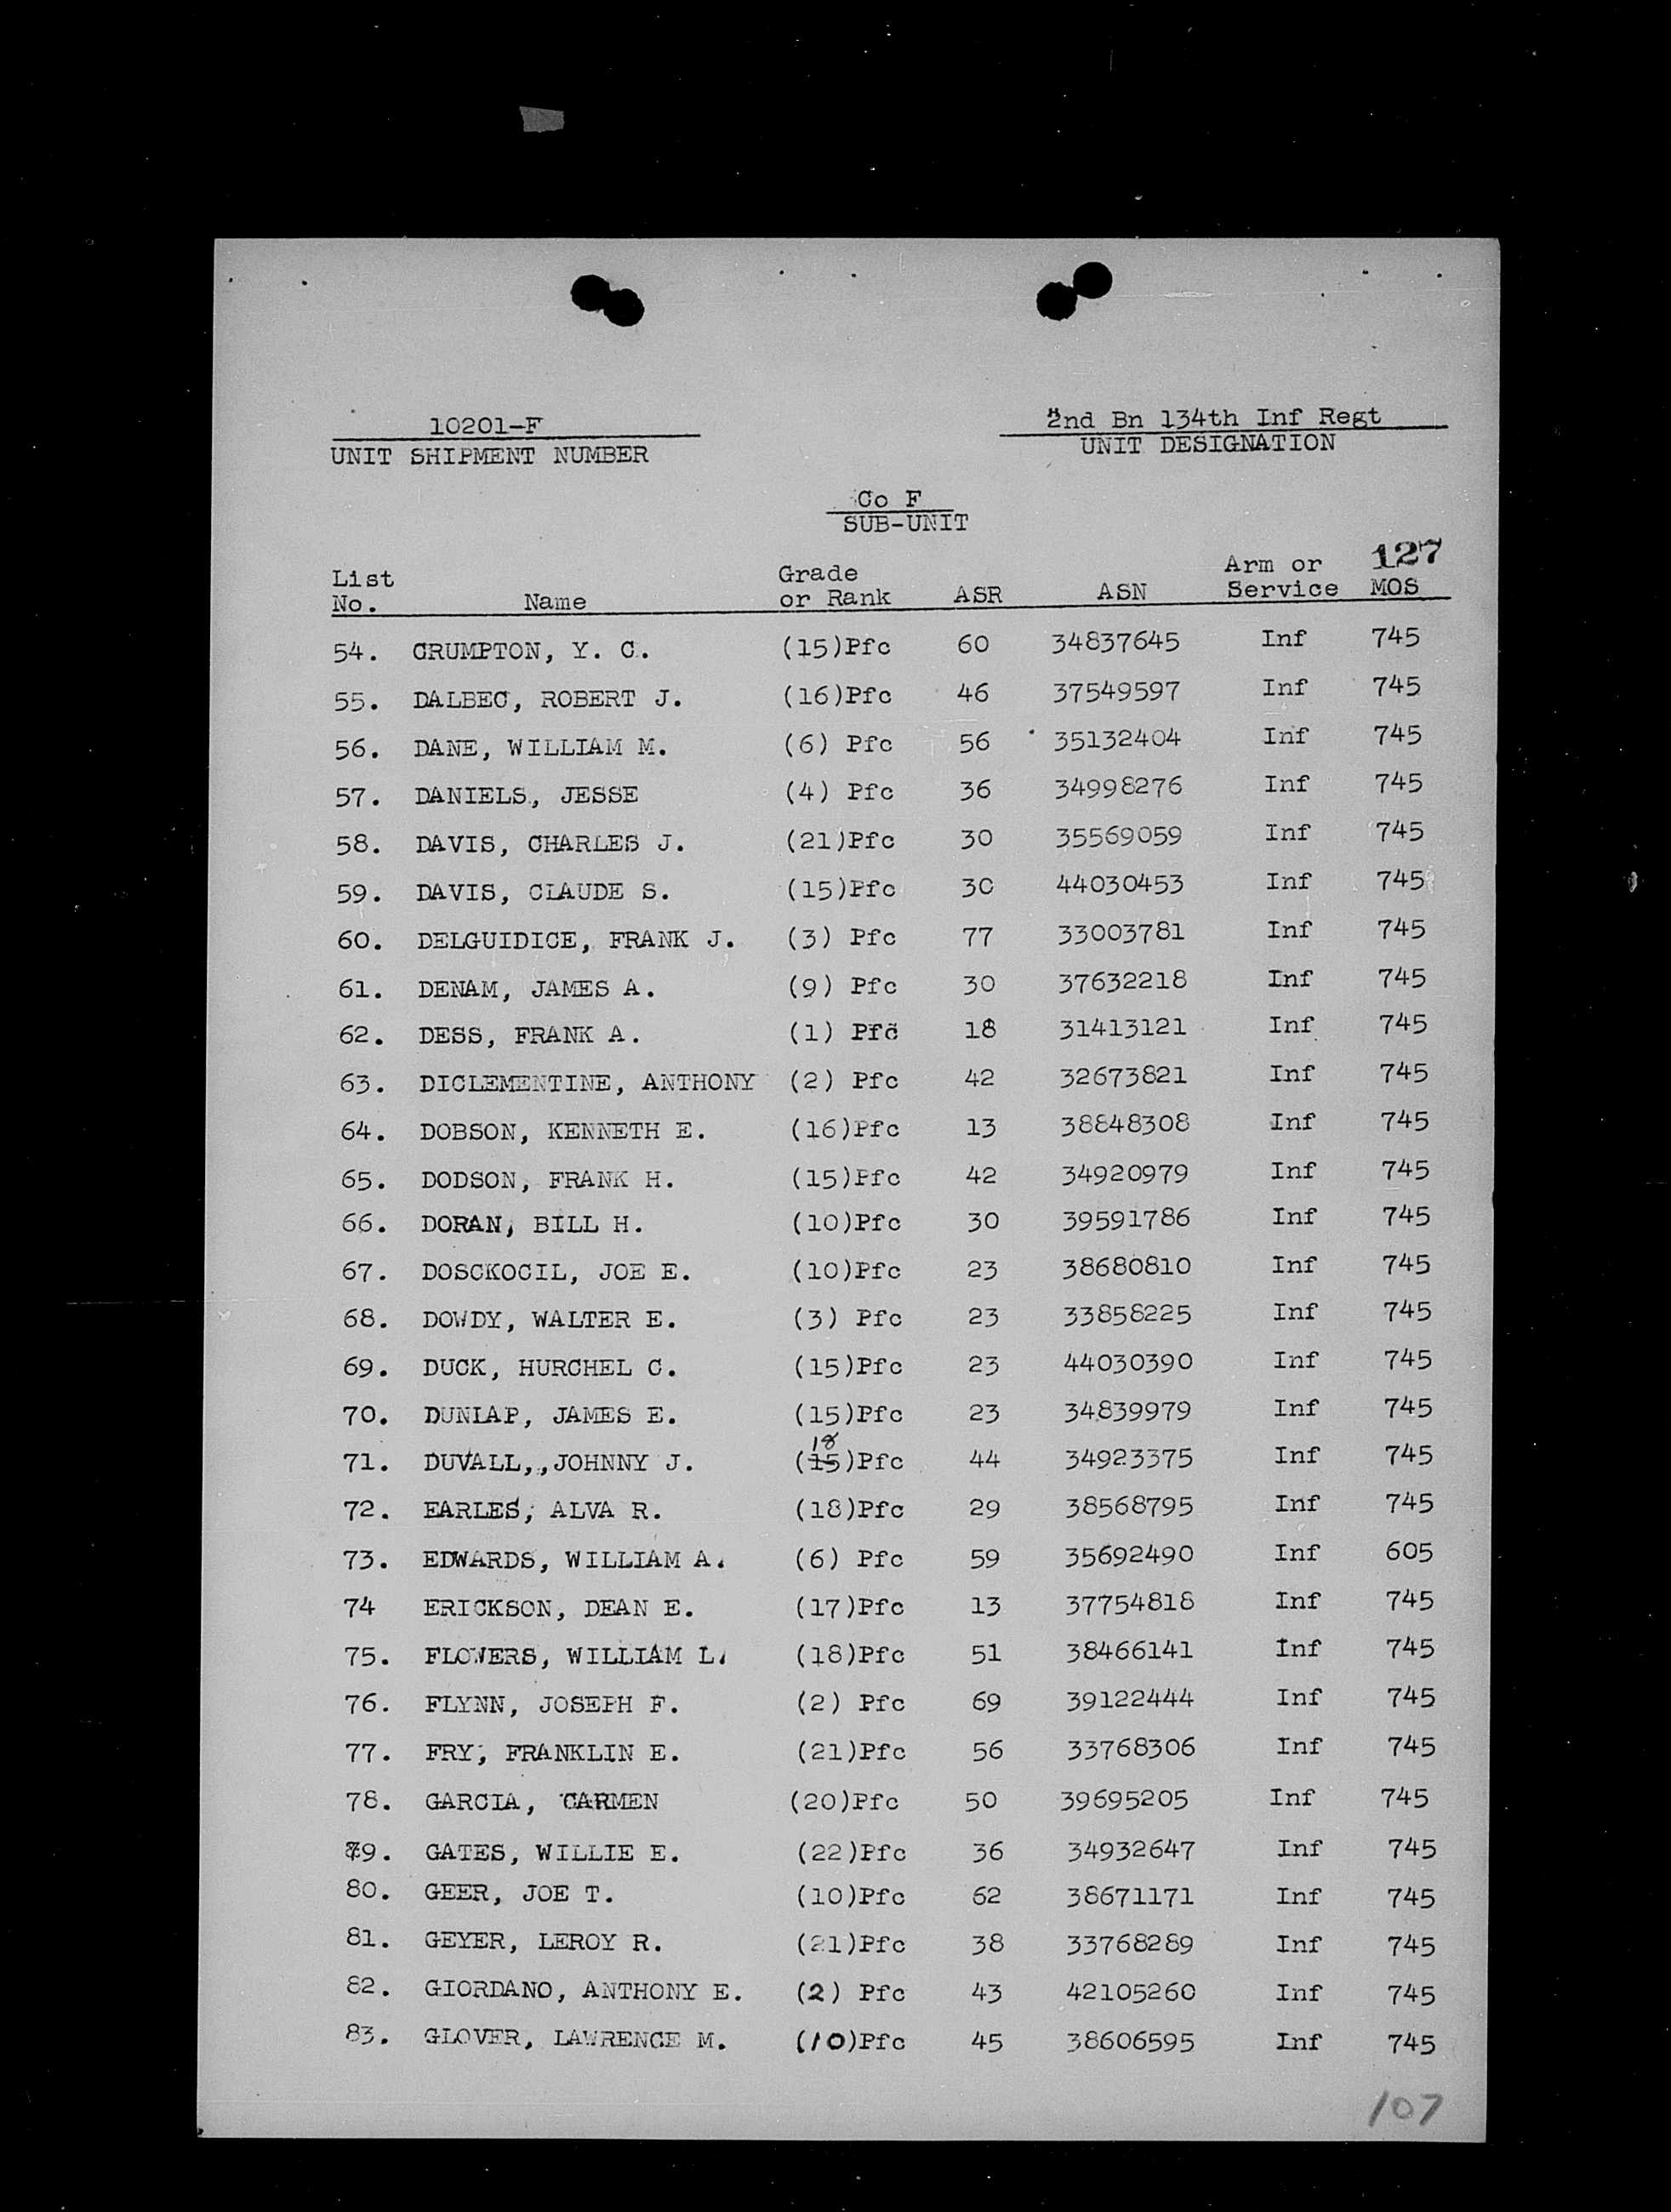 10201-F
UNIT SHIPMENT NUMBER
2nd Bn 134th Inf Regt
UNIT DESIGNATION
Co F
SUB-UNIT
127
List No. Name Grade or Rank ASR ASN Arm or Service MOS
54. CRUMPTON, Y. C. (15)Pfc 60 34837645 Inf 745
55. DALBEC, ROBERT J. (16)Pfc 46 37549597 Inf 745
56. DANE, WILLIAM M. (6) Pfc 56 35132404 Inf 745
57. DANIELS, JESSE (4) Pfc 36 34998276 Inf 745
58. DAVIS, CHARLES J. (21)Pfc 30 35569059 Inf 745
59. DAVIS, CLAUDE S. (15)Pfc 30 44030453 Inf 745
60. DELGUIDICE, FRANK J. (3) Pfc 77 33003781 Inf 745
61. DENAM, JAMES A. (9) Pfc 30 37632218 Inf 745
62. DESS, FRANK A. (1) Pfc 18 31413121 Inf 745
63. DICLEMENTINE, ANTHONY (2) Pfc 42 32673821 Inf 745
64. DOBSON, KENNETH E. (16)Pfc 13 38848308 Inf 745
65. DODSON, FRANK H. (15)Pfc 42 34920979 Inf 745
66. DORAN, BILL H. (10)Pfc 30 39591786 Inf 745
67. DOSCKOCIL, JOE E. (10)Pfc 23 38680810 Inf 745
68. DOWDY, WALTER E. (3) Pfc 23 33858225 Inf 745
69. DUCK, HURCHEL C. (15)Pfc 23 44030390 Inf 745
70. DUNLAP, JAMES E. (15)Pfc 23 34839979 Inf 745
18
71. DUVALL,,JOHNNY J. (15)Pfc 44 34923375 Inf 745
72. EARLES, ALVA R. (18)Pfc 29 38568795 Inf 745
73. EDWARDS, WILLIAM A. (6) Pfc 59 35692490 Inf 605
74 ERICKSON, DEAN E. (17)Pfc 13 37754818 Inf 745
75. FLOWERS, WILLIAM L. (18)Pfc 51 38466141 Inf 745
76. FLYNN, JOSEPH F. (2) Pfc 69 39122444 Inf 745
77. FRY, FRANKLIN E. (21)Pfc 56 33768306 Inf 745
78. GARCIA, CARMEN (20)Pfc 50 39695205 Inf 745
79. GATES, WILLIE E. (22)Pfc 36 34932647 Inf 745
80. GEER, JOE T. (10)Pfc 62 38671171 Inf 745
81. GEYER, LEROY R. (21)Pfc 38 33768289 Inf 745
82. GIORDANO, ANTHONY E. (2) Pfc 43 42105260 Inf 745
83. GLOVER, LAWRENCE M. (10)Pfc 45 38606595 Inf 745
107